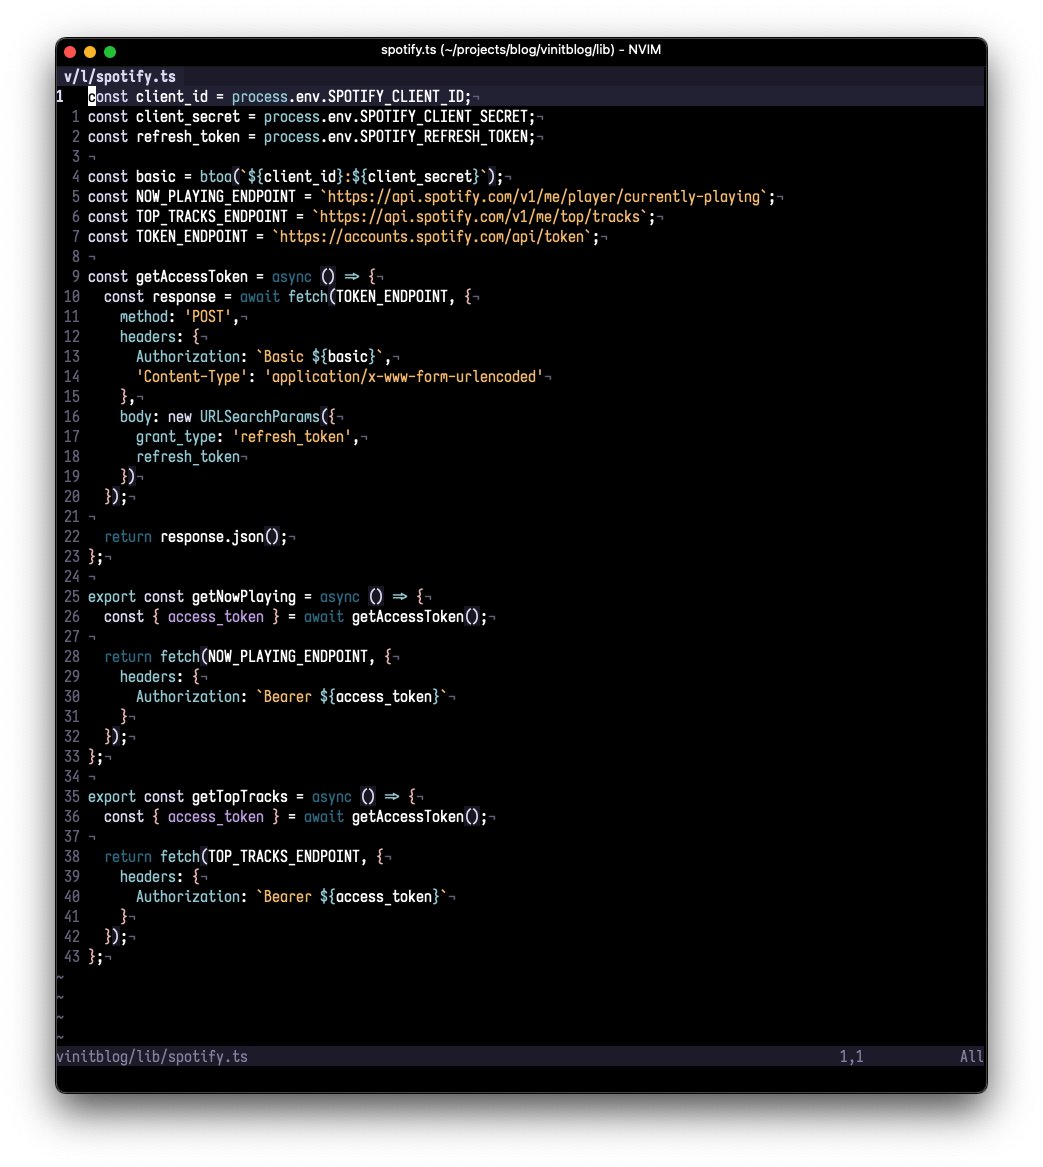 spotify.ts (~/projects/blog/vinitblog/lib) - NVIM
v/l/spotify.ts
1   const client_id = process.env.SPOTIFY_CLIENT_ID;¬
  1 const client_secret = process.env.SPOTIFY_CLIENT_SECRET;¬
  2 const refresh_token = process.env.SPOTIFY_REFRESH_TOKEN;¬
  3 ¬
  4 const basic = btoa(`${client_id}:${client_secret}`);¬
  5 const NOW_PLAYING_ENDPOINT = `https://api.spotify.com/v1/me/player/currently-playing`;¬
  6 const TOP_TRACKS_ENDPOINT = `https://api.spotify.com/v1/me/top/tracks`;¬
  7 const TOKEN_ENDPOINT = `https://accounts.spotify.com/api/token`;¬
  8 ¬
  9 const getAccessToken = async () => {¬
 10   const response = await fetch(TOKEN_ENDPOINT, {¬
 11     method: 'POST',¬
 12     headers: {¬
 13       Authorization: `Basic ${basic}`,¬
 14       'Content-Type': 'application/x-www-form-urlencoded'¬
 15     },¬
 16     body: new URLSearchParams({¬
 17       grant_type: 'refresh_token',¬
 18       refresh_token¬
 19     })¬
 20   });¬
 21 ¬
 22   return response.json();¬
 23 };¬
 24 ¬
 25 export const getNowPlaying = async () => {¬
 26   const { access_token } = await getAccessToken();¬
 27 ¬
 28   return fetch(NOW_PLAYING_ENDPOINT, {¬
 29     headers: {¬
 30       Authorization: `Bearer ${access_token}`¬
 31     }¬
 32   });¬
 33 };¬
 34 ¬
 35 export const getTopTracks = async () => {¬
 36   const { access_token } = await getAccessToken();¬
 37 ¬
 38   return fetch(TOP_TRACKS_ENDPOINT, {¬
 39     headers: {¬
 40       Authorization: `Bearer ${access_token}`¬
 41     }¬
 42   });¬
 43 };¬
~
~
~
~
vinitblog/lib/spotify.ts 1,1 All